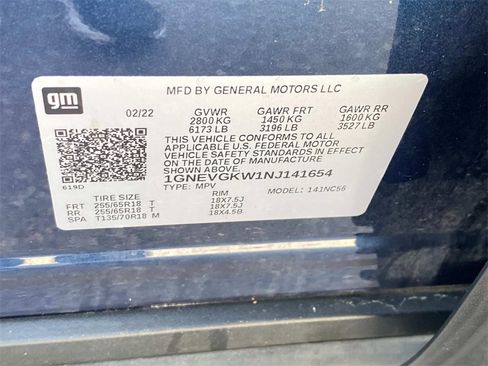 gm
MFD BY GENERAL MOTORS LLC
02/22 GVWR GAWR FRT GAWR RR
2800 KG 1450 KG 1600 KG
6173 LB 3196 LB 3527 LB
THIS VEHICLE CONFORMS TO ALL
APPLICABLE U.S. FEDERAL MOTOR
VEHICLE SAFETY STANDARDS IN
EFFECT ON THE DATE OF MANUFACTURE
SHOWN ABOVE.
1GNEVGKW1NJ141654
619D TYPE: MPV MODEL: 141NC56
TIRE SIZE RIM
FRT 255/65R18 T 18X7.5J
RR 255/65R18 T 18X7.5J
SPA T135/70R18 M 18X4.5B